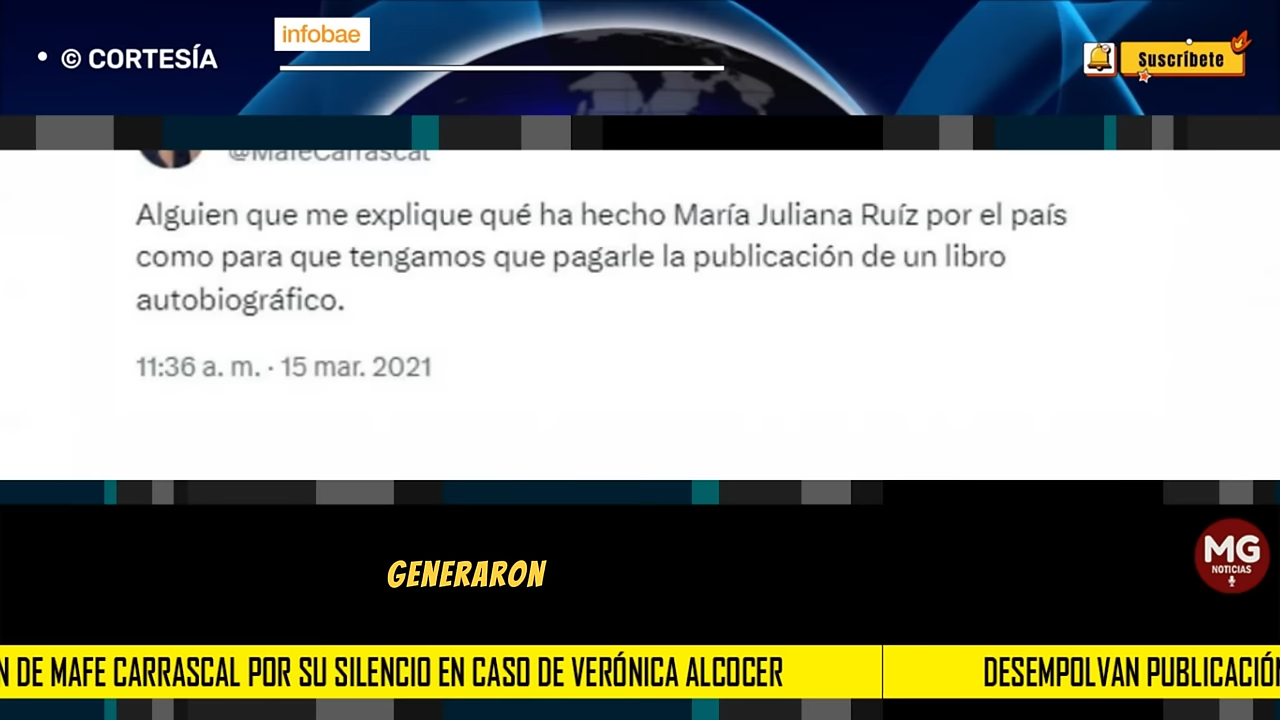 • © CORTESÍA
infobae
Suscríbete
@MafeCarrascal
Alguien que me explique qué ha hecho María Juliana Ruíz por el país
como para que tengamos que pagarle la publicación de un libro
autobiográfico.
11:36 a. m. · 15 mar. 2021
GENERARON
MG
NOTICIAS
N DE MAFE CARRASCAL POR SU SILENCIO EN CASO DE VERÓNICA ALCOCER
DESEMPOLVAN PUBLICACIÓN